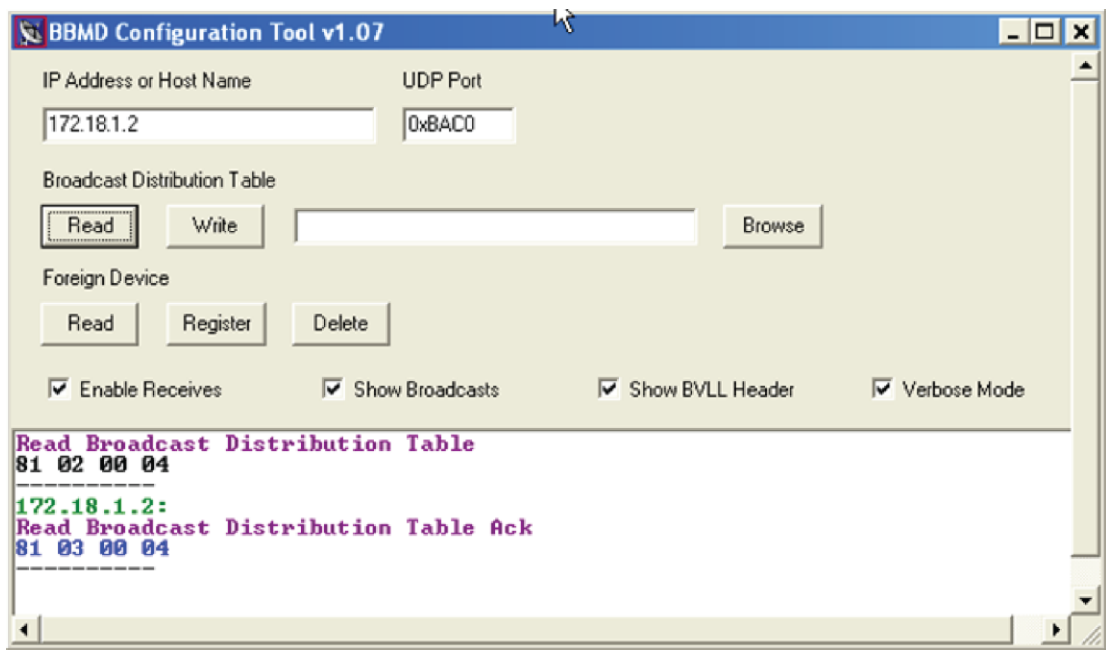 BBMD Configuration Tool v1.07
IP Address or Host Name UDP Port
172.18.1.2 0xBAC0
Broadcast Distribution Table
Read Write Browse
Foreign Device
Read Register Delete
Enable Receives Show Broadcasts Show BVLL Header Verbose Mode
Read Broadcast Distribution Table
81 02 00 04
----------
172.18.1.2:
Read Broadcast Distribution Table Ack
81 03 00 04
----------